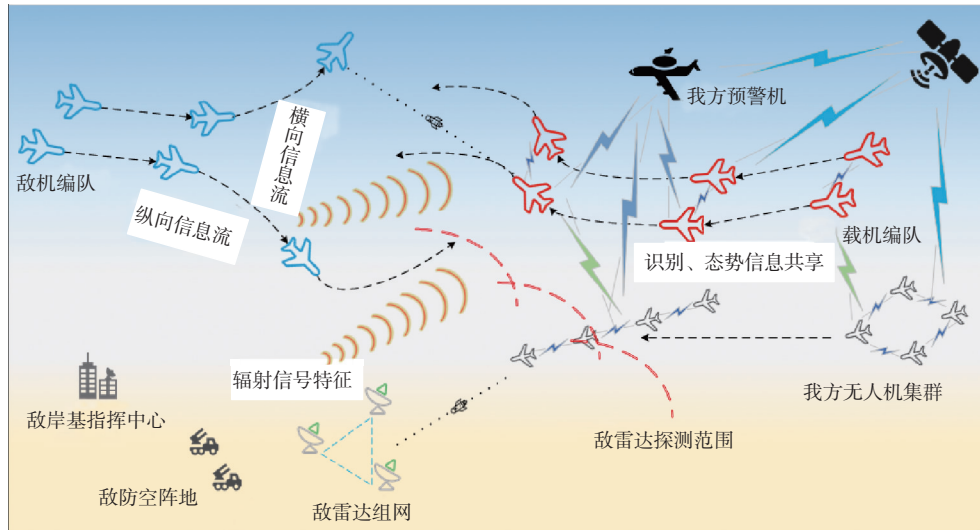 我方预警机
横向信息流
敌机编队
纵向信息流
载机编队
识别、态势信息共享
辐射信号特征
我方无人机集群
敌岸基指挥中心
敌雷达探测范围
敌防空阵地
敌雷达组网